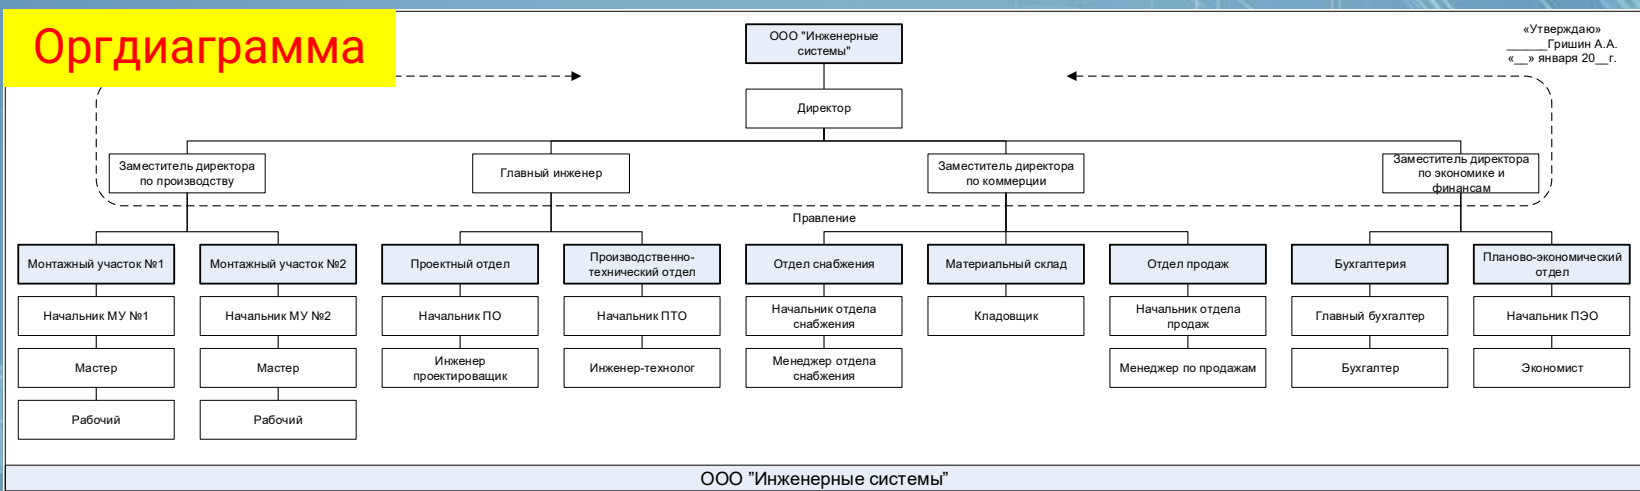 Оргдиаграмма
ООО "Инженерные
системы"
«Утверждаю»
______Гришин А.А.
«__» января 20__г.
Директор
Заместитель директора
по производству
Главный инженер
Заместитель директора
по коммерции
Заместитель директора
по экономике и
финансам
Правление
Монтажный участок №1
Монтажный участок №2
Проектный отдел
Производственно-
технический отдел
Отдел снабжения
Материальный склад
Отдел продаж
Бухгалтерия
Планово-экономический
отдел
Начальник МУ №1
Начальник МУ №2
Начальник ПО
Начальник ПТО
Начальник отдела
снабжения
Кладовщик
Начальник отдела
продаж
Главный бухгалтер
Начальник ПЭО
Мастер
Мастер
Инженер
проектироващик
Инженер-технолог
Менеджер отдела
снабжения
Менеджер по продажам
Бухгалтер
Экономист
Рабочий
Рабочий
ООО "Инженерные системы"